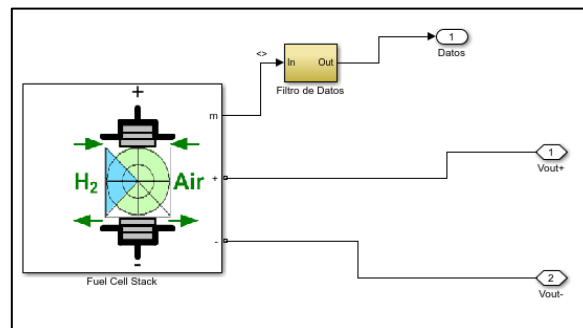 1
Datos
<>
In Out
Filtro de Datos
+
m
H2 Air
+
1
Vout+
-
-
Fuel Cell Stack
2
Vout-